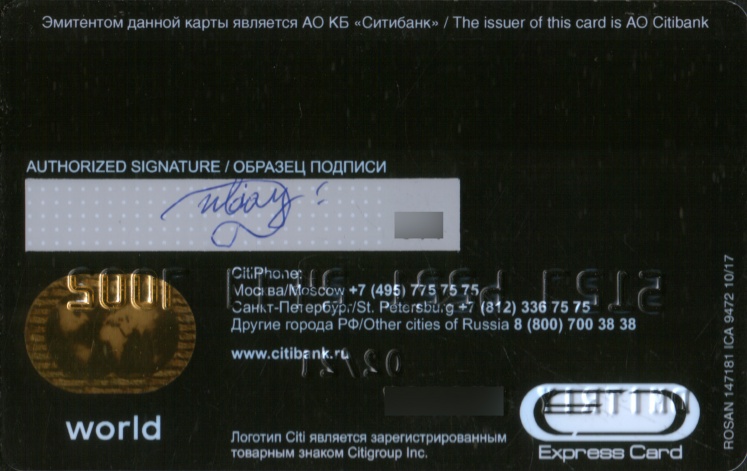 Эмитентом данной карты является АО КБ «Ситибанк» / The issuer of this card is AO Citibank
AUTHORIZED SIGNATURE / ОБРАЗЕЦ ПОДПИСИ
CitiPhone:
Москва/Moscow +7 (495) 775 75 75
Санкт-Петербург/St. Petersburg +7 (812) 336 75 75
Другие города РФ/Other cities of Russia 8 (800) 700 38 38
www.citibank.ru
world
Логотип Citi является зарегистрированным
товарным знаком Citigroup Inc.
Express Card
ROSAN 147181 ICA 9472 10/17